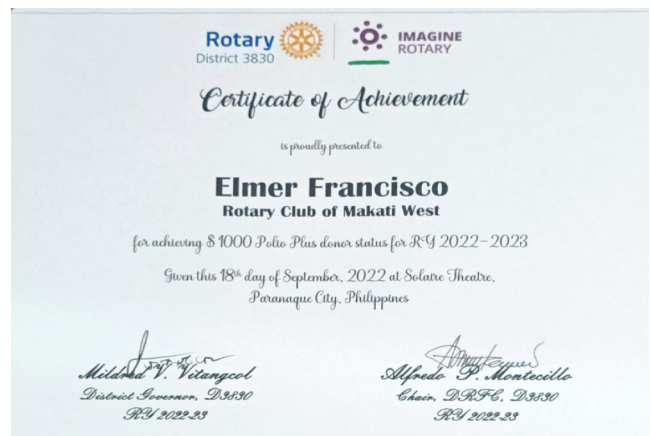 Rotary
District 3830
IMAGINE
ROTARY
Certificate of Achievement
is proudly presented to
Elmer Francisco
Rotary Club of Makati West
for achieving $ 1000 Polio Plus donor status for RY 2022-2023
Given this 18th day of September, 2022 at Solaire Theatre,
Paranaque City, Philippines
Mildred V. Vitangcol
District Governor, D3830
RY 2022-23
Alfredo P. Montecillo
Chair, DRFC, D3830
RY 2022-23